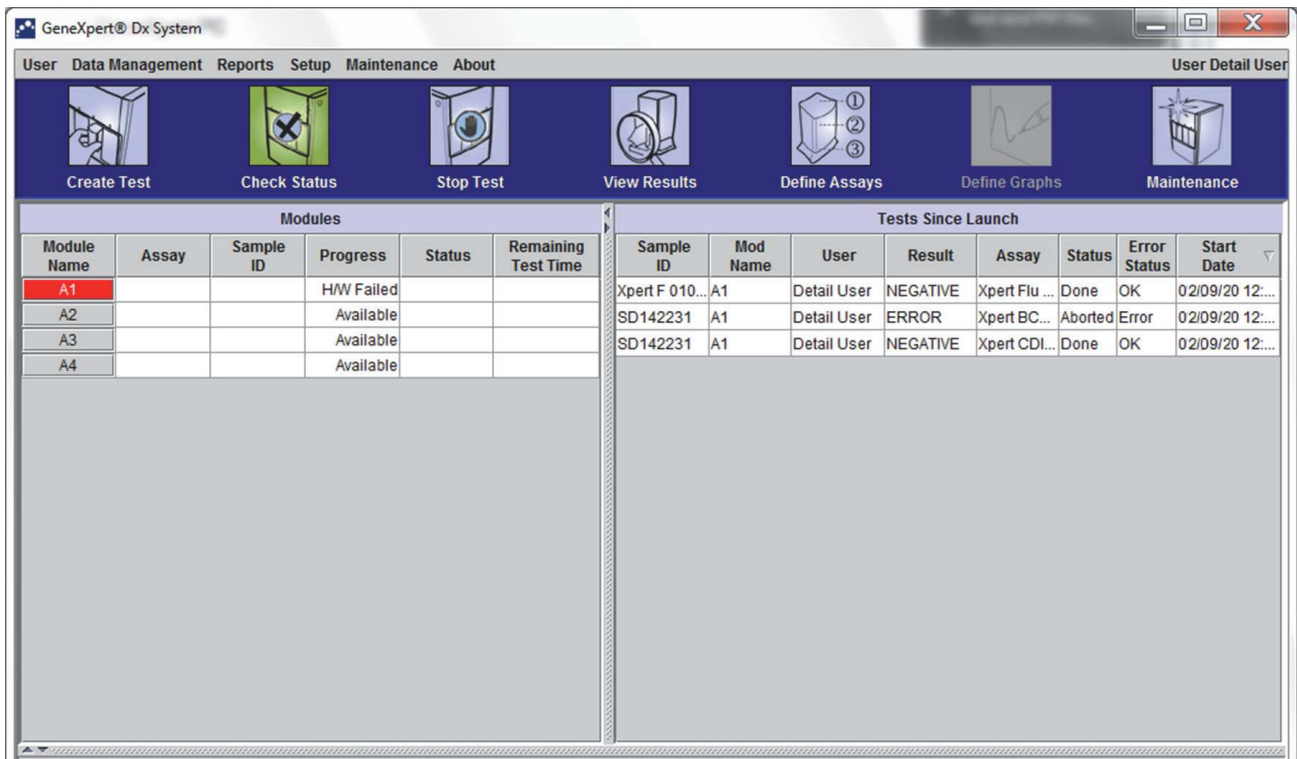 GeneXpert® Dx System
User Data Management Reports Setup Maintenance About User Detail User
Create Test Check Status Stop Test View Results Define Assays Define Graphs Maintenance
1
2
3
Modules
Module Name Assay Sample ID Progress Status Remaining Test Time
A1 H/W Failed
A2 Available
A3 Available
A4 Available
Tests Since Launch
Sample ID Mod Name User Result Assay Status Error Status Start Date
Xpert F 010... A1 Detail User NEGATIVE Xpert Flu ... Done OK 02/09/20 12:...
SD142231 A1 Detail User ERROR Xpert BC... Aborted Error 02/09/20 12:...
SD142231 A1 Detail User NEGATIVE Xpert CDI... Done OK 02/09/20 12:...